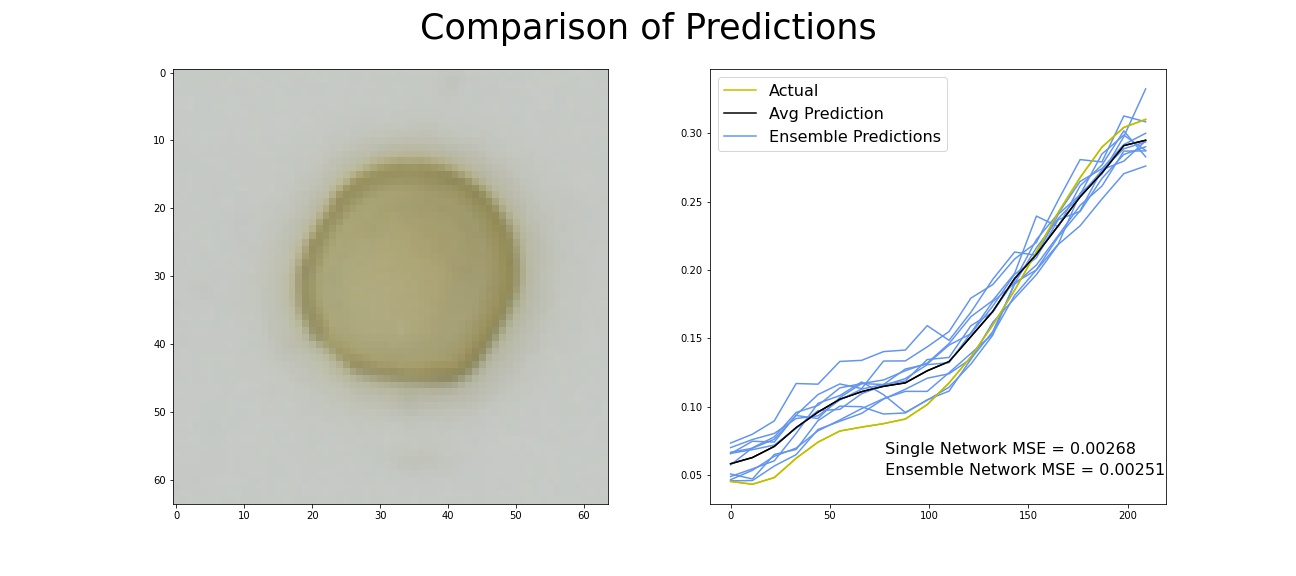 Comparison of Predictions
0
10
20
30
40
50
60
0 10 20 30 40 50 60
Actual
Avg Prediction
Ensemble Predictions
0.30
0.25
0.20
0.15
0.10
0.05
Single Network MSE = 0.00268
Ensemble Network MSE = 0.00251
0 50 100 150 200